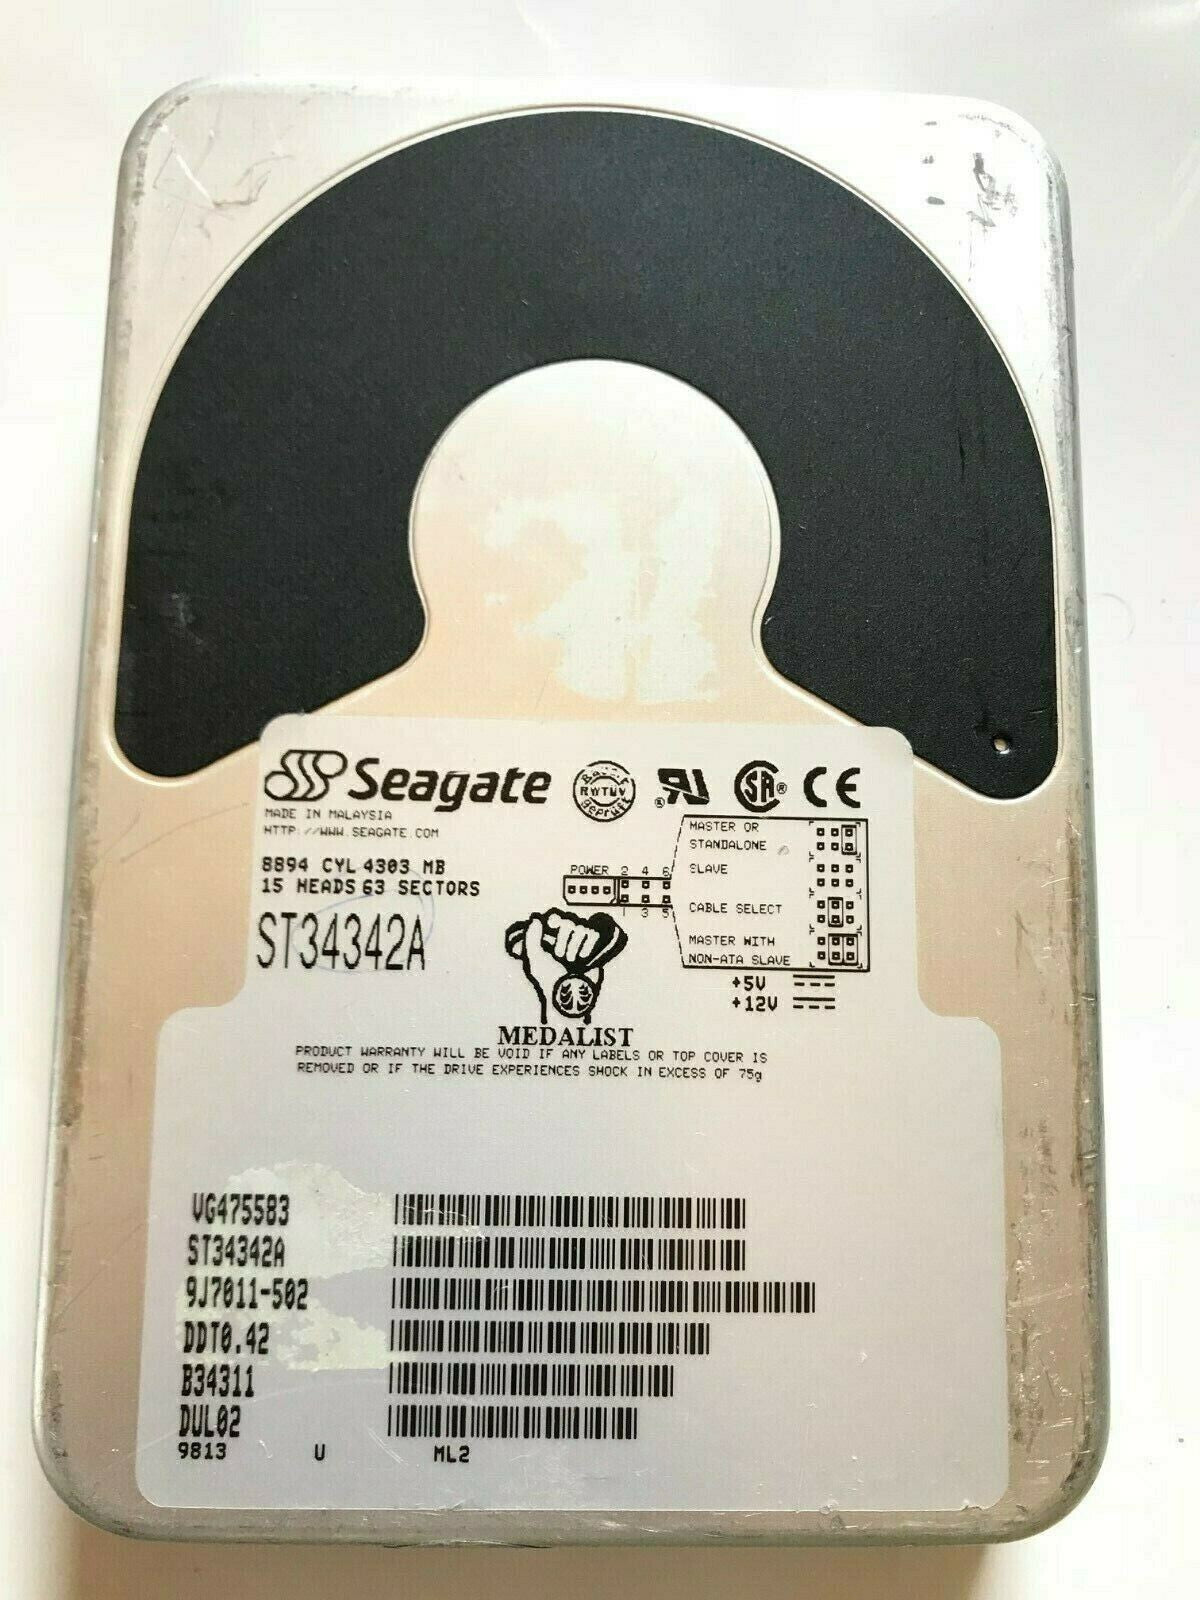 Seagate
Bauart
RWTÜV
geprüft
MADE IN MALAYSIA
HTTP://WWW.SEAGATE.COM
8894 CYL 4303 MB
15 HEADS 63 SECTORS
ST34342A
POWER 2 4 6
1 3 5
MASTER OR
STANDALONE
SLAVE
CABLE SELECT
MASTER WITH
NON-ATA SLAVE
+5V
+12V
MEDALIST
PRODUCT WARRANTY WILL BE VOID IF ANY LABELS OR TOP COVER IS
REMOVED OR IF THE DRIVE EXPERIENCES SHOCK IN EXCESS OF 75g
VG475583
ST34342A
9J7011-502
DDT0.42
B34311
DUL02
9813 U ML2